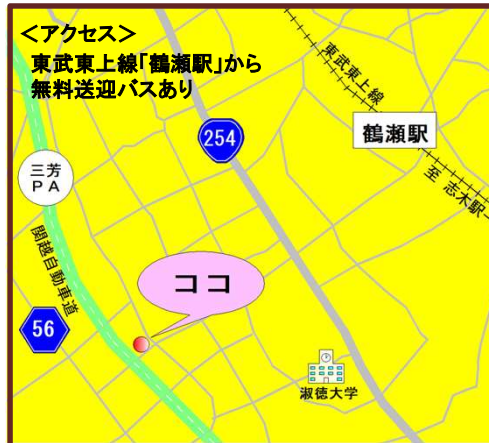 ＜アクセス＞
東武東上線｢鶴瀬駅｣から
無料送迎バスあり
東武東上線
254
鶴瀬駅
三芳
PA
至 志木駅→
関越自動車道
ココ
56
淑徳大学